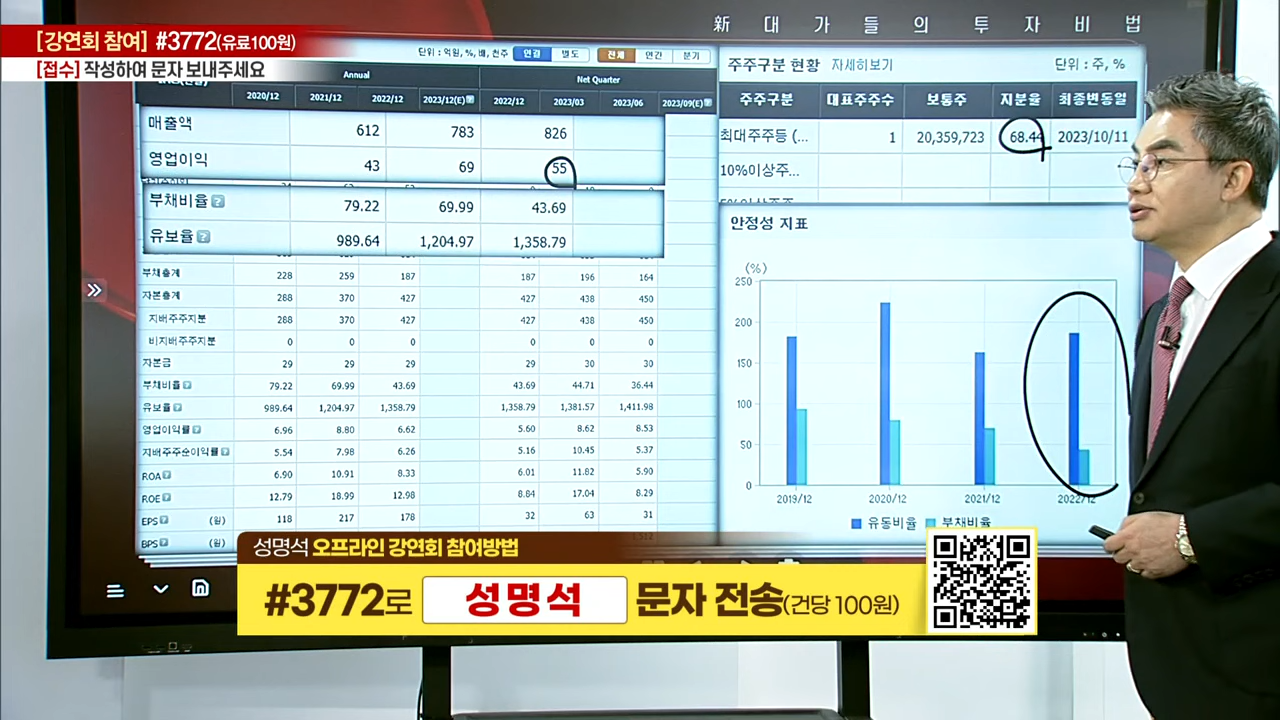 新 대 가 들 의 투 자 비 법
[강연회 참여] #3772(유료100원)
[접수] 작성하여 문자 보내주세요
단위 : 억원, %, 배, 천주 연결 별도 전체 연간 분기
Annual Net Quarter
2020/12 2021/12 2022/12 2023/12(E) 2022/12 2023/03 2023/06 2023/09(E)
매출액 612 783 826
영업이익 43 69 55
부채비율 79.22 69.99 43.69
유보율 989.64 1,204.97 1,358.79
부채총계 228 259 187 187 196 164
자본총계 288 370 427 427 438 450
지배주주지분 288 370 427 427 438 450
비지배주주지분 0 0 0 0 0 0
자본금 29 29 29 29 30 30
부채비율 79.22 69.99 43.69 43.69 44.71 36.44
유보율 989.64 1,204.97 1,358.79 1,358.79 1,381.57 1,411.98
영업이익률 6.96 8.80 6.62 5.60 8.62 8.53
지배주주순이익률 5.54 7.98 6.26 5.16 10.45 5.37
ROA 6.90 10.91 8.33 6.01 11.82 5.90
ROE 12.79 18.99 12.98 8.84 17.04 8.29
EPS (원) 118 217 178 32 63 31
BPS (원)
주주구분 현황 자세히보기 단위 : 주, %
주주구분 대표주주수 보통주 지분율 최종변동일
최대주주등 (... 1 20,359,723 68.44 2023/10/11
10%이상주...
안정성 지표
(%)
250
200
150
100
50
0
2019/12 2020/12 2021/12 2022/12
유동비율 부채비율
성명석 오프라인 강연회 참여방법
#3772로 성명석 문자 전송(건당 100원)